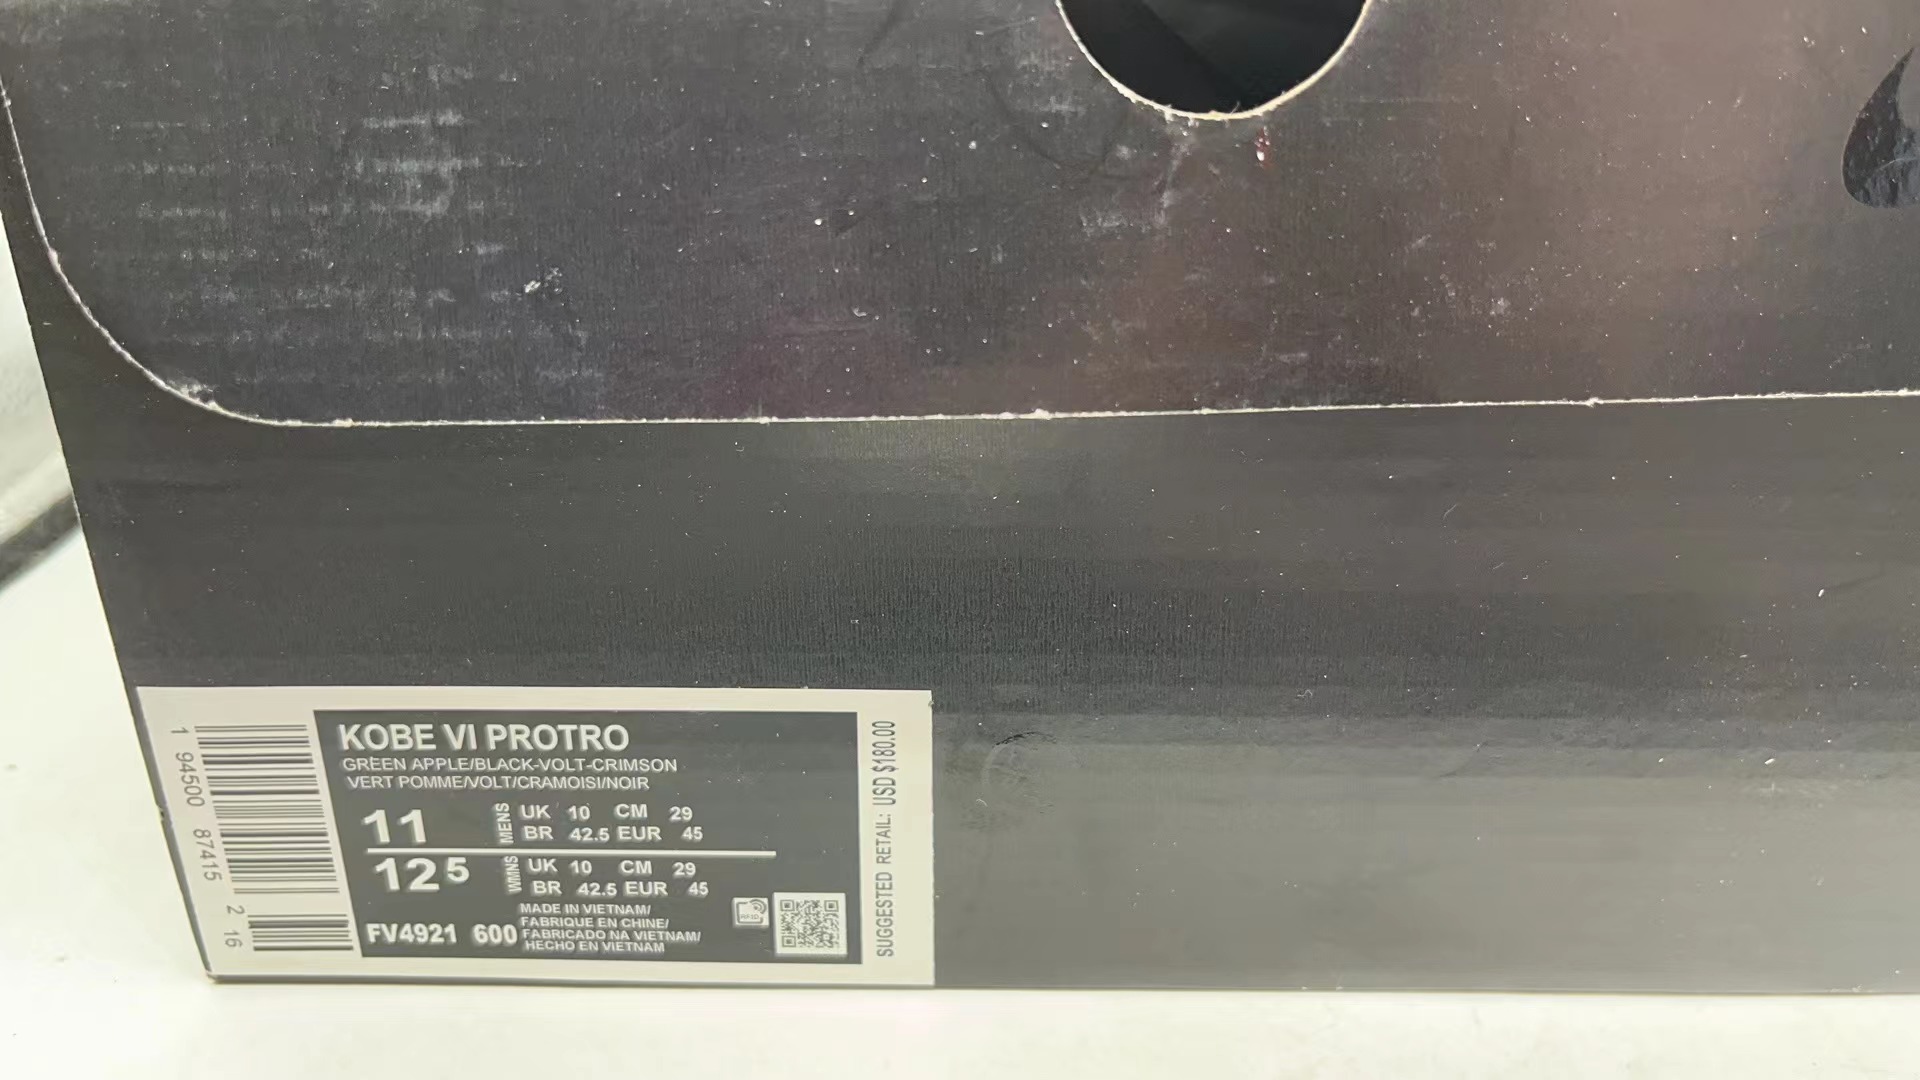 KOBE VI PROTRO
GREEN APPLE/BLACK-VOLT-CRIMSON
VERT POMME/VOLT/CRAMOISI/NOIR
11 MENS UK 10 CM 29
BR 42.5 EUR 45
12 5 WMNS UK 10 CM 29
BR 42.5 EUR 45
FV4921 600
MADE IN VIETNAM/
FABRIQUE EN CHINE/
FABRICADO NA VIETNAM/
HECHO EN VIETNAM
RFID
SUGGESTED RETAIL: USD $180.00
1 94500 87415 2 16